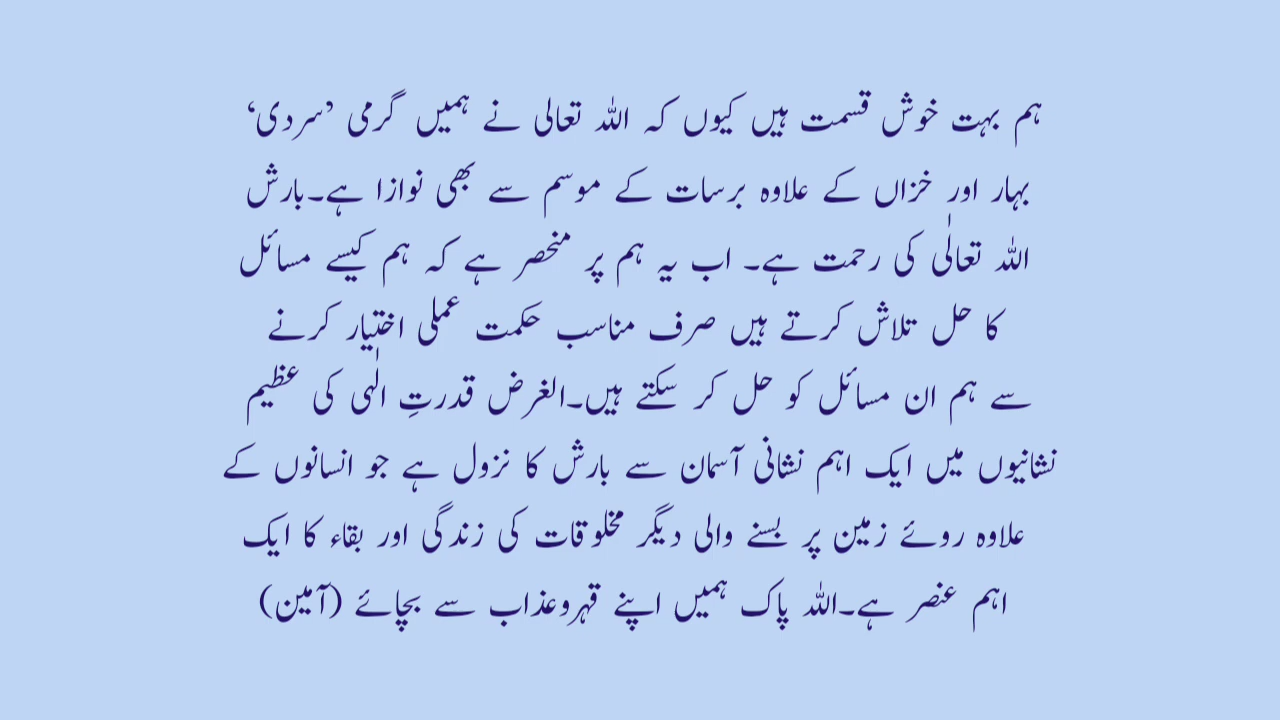 ہم بہت خوش قسمت ہیں کیوں کہ اللہ تعالی نے ہمیں گرمی ’سردی‘
بہار اور خزاں کے علاوہ برسات کے موسم سے بھی نوازا ہے۔بارش
اللہ تعالٰی کی رحمت ہے۔ اب یہ ہم پر منحصر ہے کہ ہم کیسے مسائل
کا حل تلاش کرتے ہیں صرف مناسب حکمت عملی اختیار کرنے
سے ہم ان مسائل کو حل کر سکتے ہیں۔الغرض قدرتِ الٰہی کی عظیم
نشانیوں میں ایک اہم نشانی آسمان سے بارش کا نزول ہے جو انسانوں کے
علاوہ روئے زمین پر بسنے والی دیگر مخلوقات کی زندگی اور بقاء کا ایک
اہم عنصر ہے۔اللہ پاک ہمیں اپنے قہروعذاب سے بچائے (آمین)